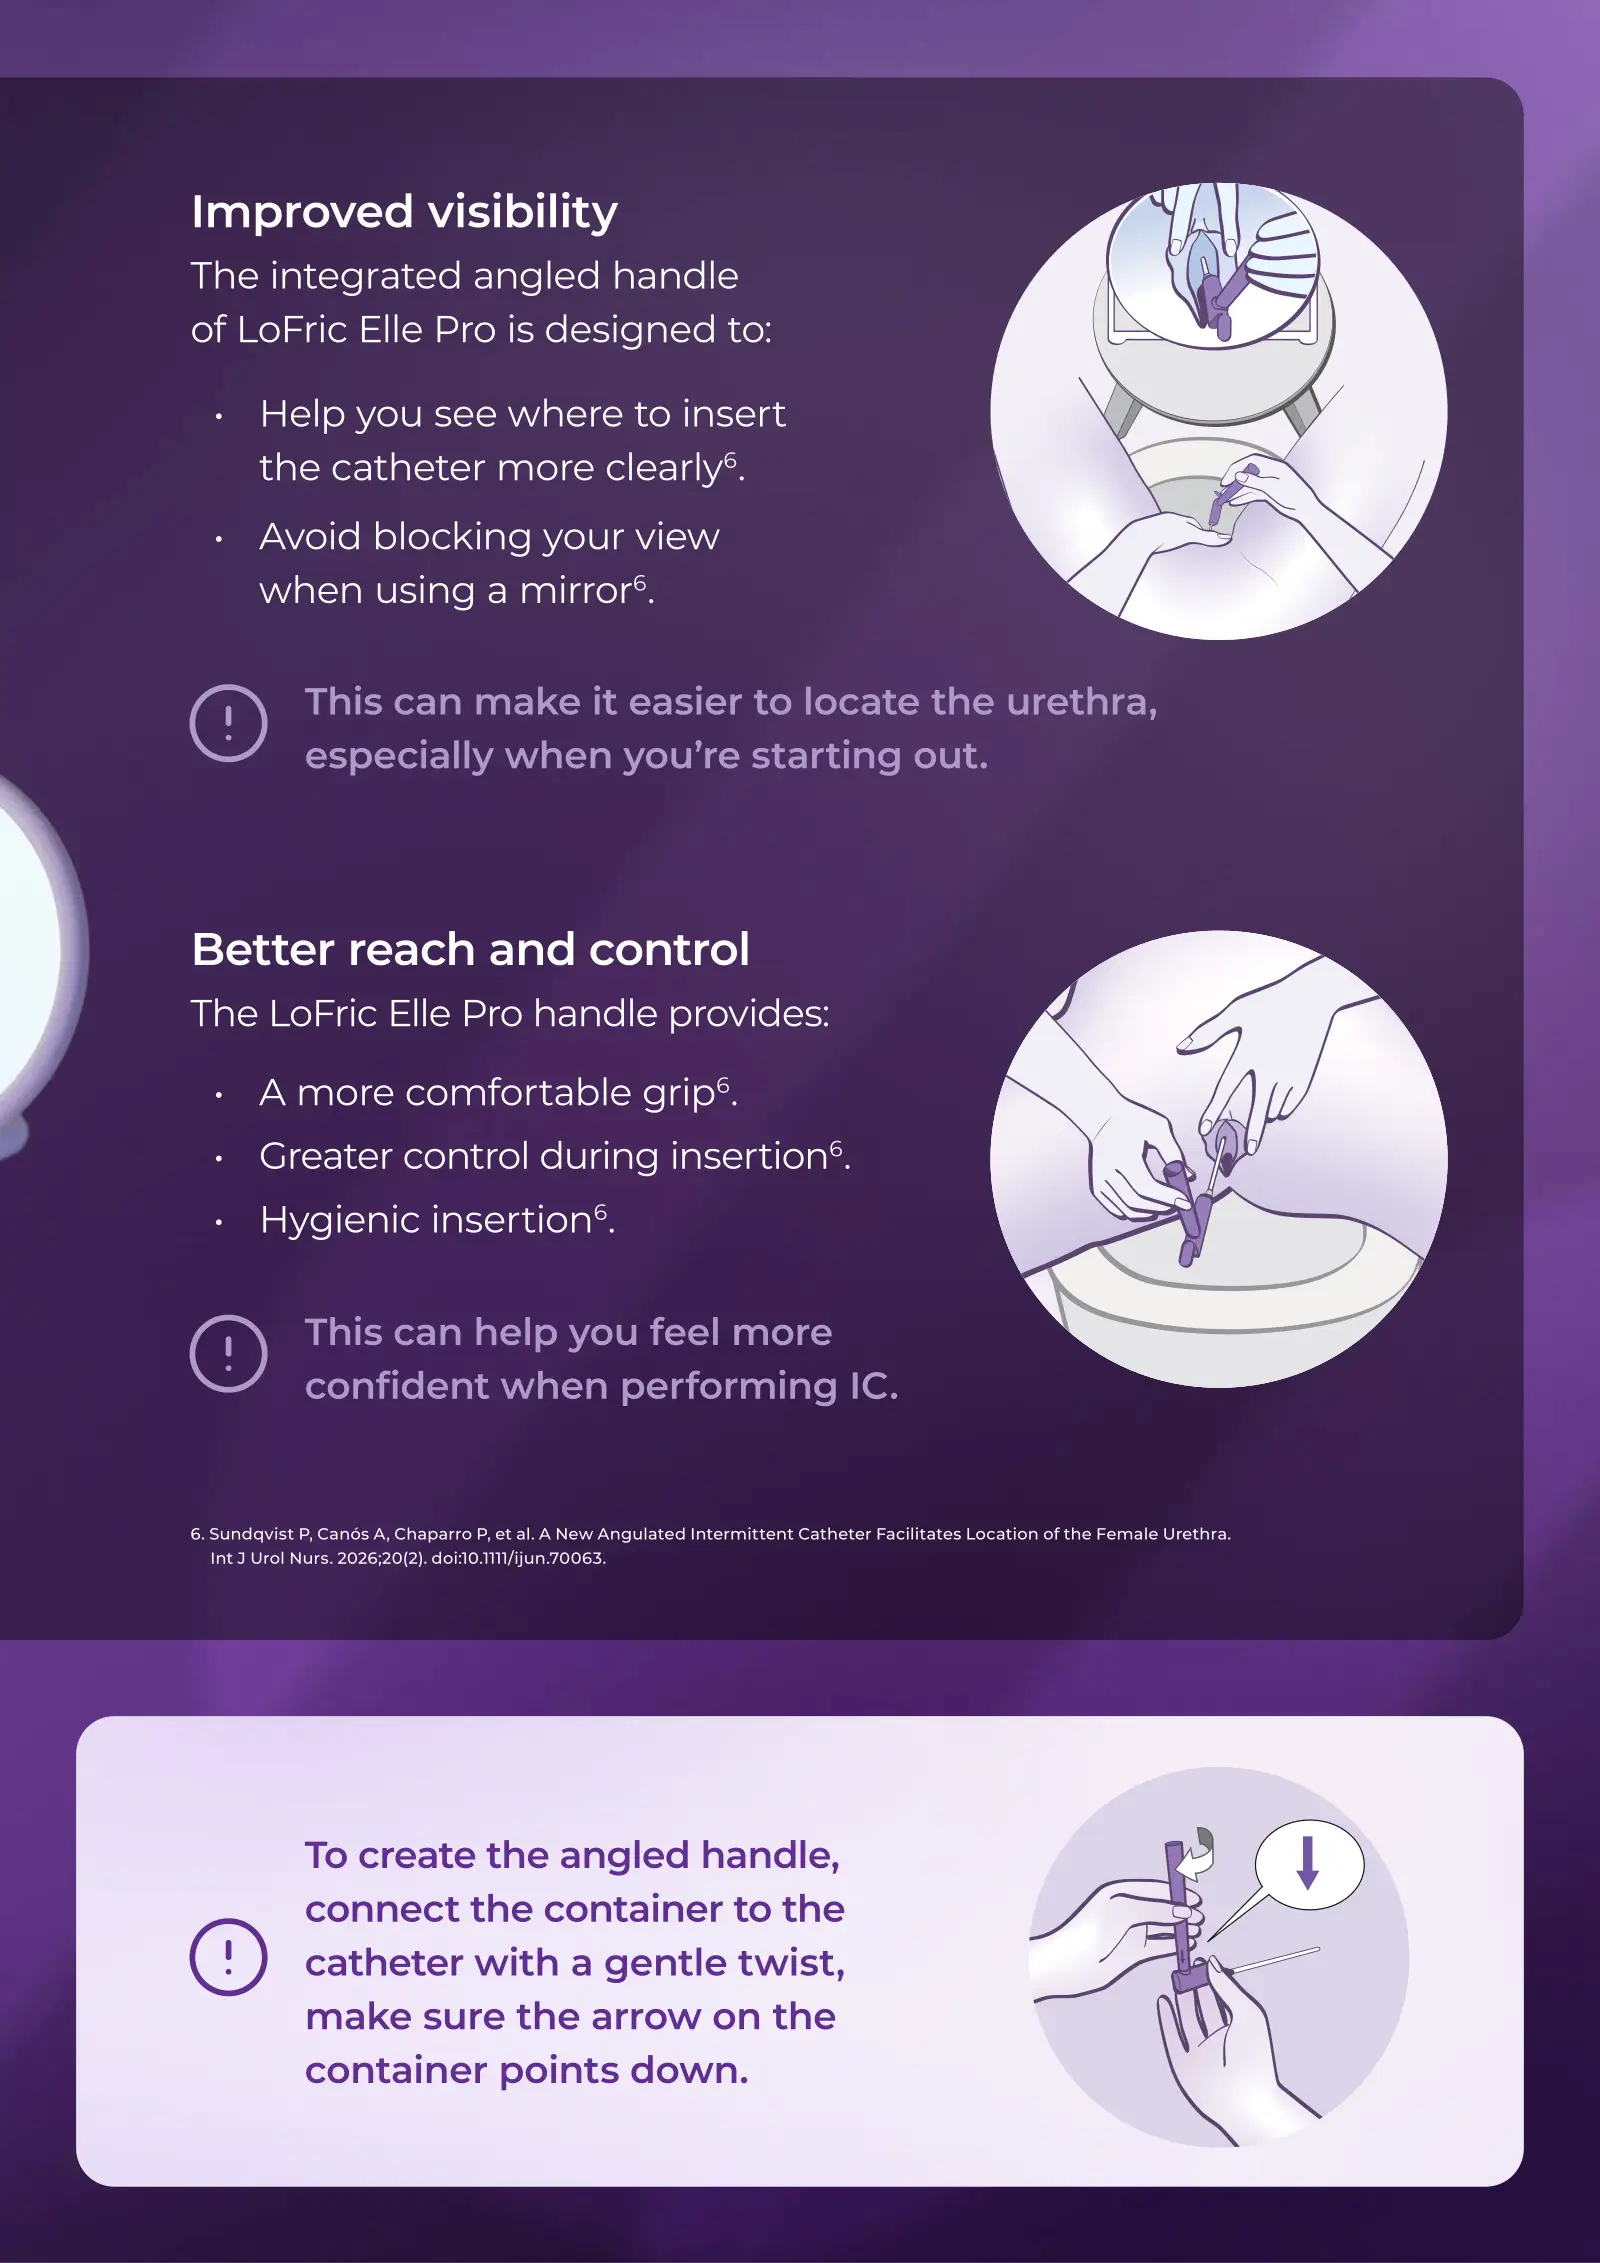 Improved visibility
The integrated angled handle
of LoFric Elle Pro is designed to:
• Help you see where to insert
the catheter more clearly⁶.
• Avoid blocking your view
when using a mirror⁶.
This can make it easier to locate the urethra,
especially when you’re starting out.
Better reach and control
The LoFric Elle Pro handle provides:
• A more comfortable grip⁶.
• Greater control during insertion⁶.
• Hygienic insertion⁶.
This can help you feel more
confident when performing IC.
6. Sundqvist P, Canós A, Chaparro P, et al. A New Angulated Intermittent Catheter Facilitates Location of the Female Urethra.
Int J Urol Nurs. 2026;20(2). doi:10.1111/ijun.70063.
To create the angled handle,
connect the container to the
catheter with a gentle twist,
make sure the arrow on the
container points down.